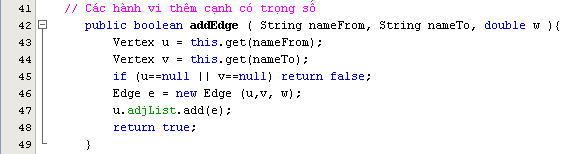 41 // Các hành vi thêm cạnh có trọng số
42 public boolean addEdge ( String nameFrom, String nameTo, double w ){
43 Vertex u = this.get(nameFrom);
44 Vertex v = this.get(nameTo);
45 if (u==null || v==null) return false;
46 Edge e = new Edge (u,v, w);
47 u.adjList.add(e);
48 return true;
49 }